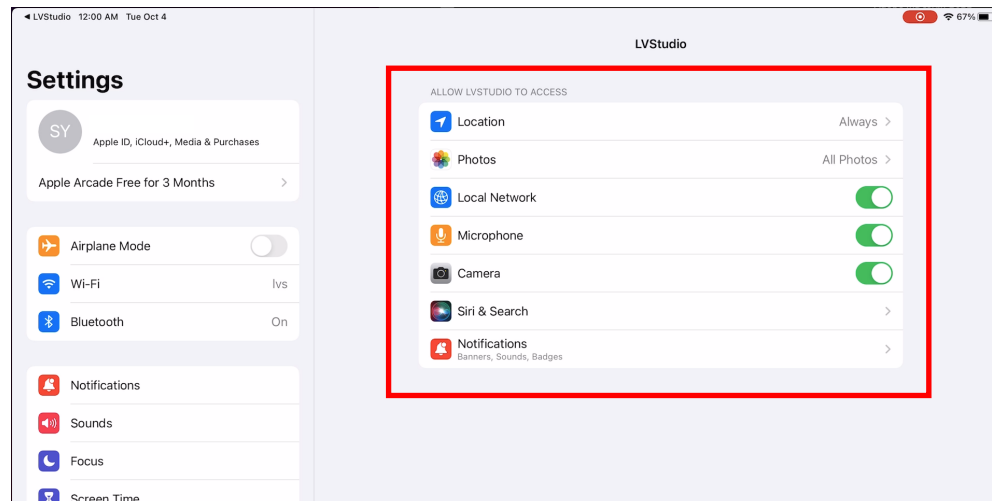 ◀ LVStudio 12:00 AM Tue Oct 4
67%
LVStudio
Settings
SY
Apple ID, iCloud+, Media & Purchases
Apple Arcade Free for 3 Months
Airplane Mode
Wi-Fi lvs
Bluetooth On
Notifications
Sounds
Focus
Screen Time
ALLOW LVSTUDIO TO ACCESS
Location Always
Photos All Photos
Local Network
Microphone
Camera
Siri & Search
Notifications
Banners, Sounds, Badges